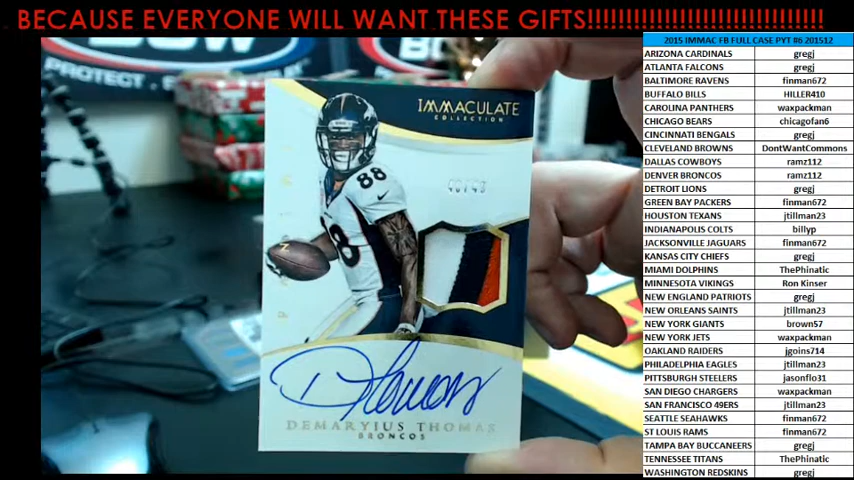 BECAUSE EVERYONE WILL WANT THESE GIFTS!!!!!!!!!!!!!!!!!!!!!!!!!!!!!!!
PROTECT.
IMMACULATE
COLLECTION
88
88
PANINI
D Thomas
DEMARYIUS THOMAS
BRONCOS
2015 IMMAC FB FULL CASE PYT #6 201512
ARIZONA CARDINALS gregj
ATLANTA FALCONS gregj
BALTIMORE RAVENS finman672
BUFFALO BILLS HILLER410
CAROLINA PANTHERS waxpackman
CHICAGO BEARS chicagofan6
CINCINNATI BENGALS gregj
CLEVELAND BROWNS DontWantCommons
DALLAS COWBOYS ramz112
DENVER BRONCOS ramz112
DETROIT LIONS gregj
GREEN BAY PACKERS finman672
HOUSTON TEXANS jtillman23
INDIANAPOLIS COLTS billyp
JACKSONVILLE JAGUARS finman672
KANSAS CITY CHIEFS gregj
MIAMI DOLPHINS ThePhinatic
MINNESOTA VIKINGS Ron Kinser
NEW ENGLAND PATRIOTS gregj
NEW ORLEANS SAINTS jtillman23
NEW YORK GIANTS brown57
NEW YORK JETS waxpackman
OAKLAND RAIDERS jgoins714
PHILADELPHIA EAGLES jtillman23
PITTSBURGH STEELERS jasonflo31
SAN DIEGO CHARGERS waxpackman
SAN FRANCISCO 49ERS jtillman23
SEATTLE SEAHAWKS finman672
ST LOUIS RAMS finman672
TAMPA BAY BUCCANEERS gregj
TENNESSEE TITANS ThePhinatic
WASHINGTON REDSKINS gregj